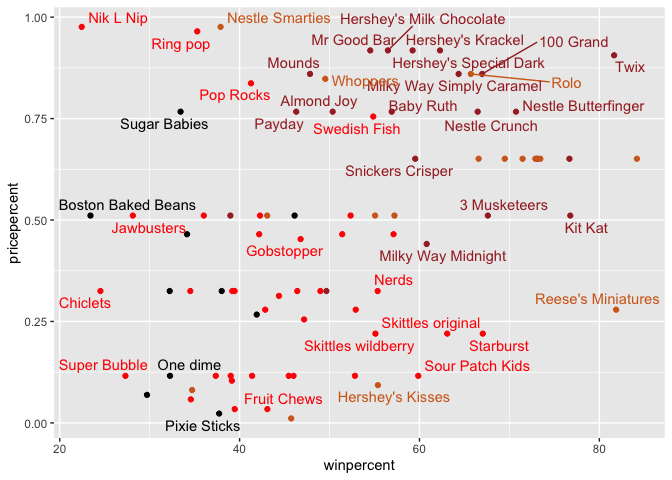 1.00
0.75
0.50
0.25
0.00
pricepercent
Nik L Nip
Nestle Smarties
Hershey's Milk Chocolate
Ring pop
Mr Good Bar
Hershey's Krackel
100 Grand
Mounds
Hershey's Special Dark
Twix
Pop Rocks
Whoppers
Milky Way Simply Caramel
Rolo
Almond Joy
Baby Ruth
Nestle Butterfinger
Sugar Babies
Payday
Swedish Fish
Nestle Crunch
Snickers Crisper
Boston Baked Beans
3 Musketeers
Jawbusters
Kit Kat
Gobstopper
Milky Way Midnight
Nerds
Chiclets
Reese's Miniatures
Skittles original
Skittles wildberry
Starburst
Super Bubble
One dime
Sour Patch Kids
Fruit Chews
Hershey's Kisses
Pixie Sticks
20
40
60
80
winpercent